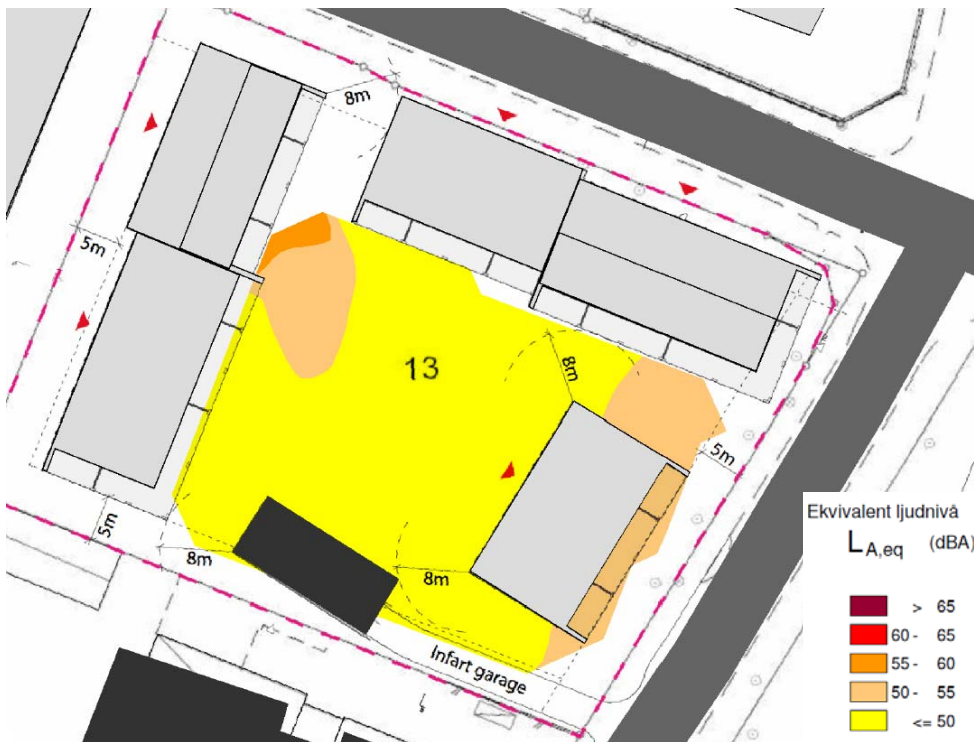 8m
5m
13
8m
5m
5m
8m
8m
Infart garage
Ekvivalent ljudnivå
LA,eq (dBA)
> 65
60 - 65
55 - 60
50 - 55
<= 50